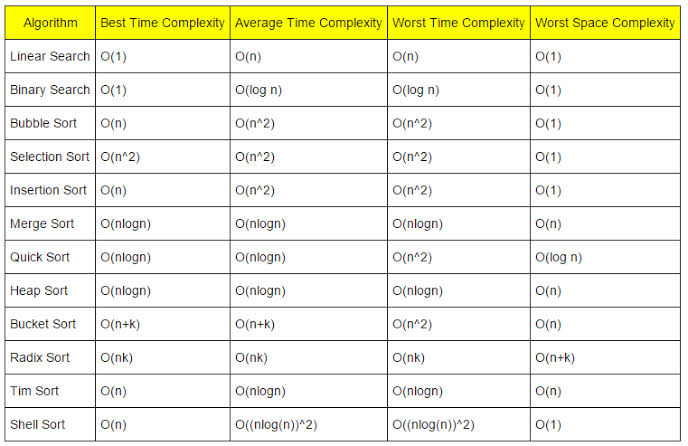 Algorithm Best Time Complexity Average Time Complexity Worst Time Complexity Worst Space Complexity
Linear Search O(1) O(n) O(n) O(1)
Binary Search O(1) O(log n) O(log n) O(1)
Bubble Sort O(n) O(n^2) O(n^2) O(1)
Selection Sort O(n^2) O(n^2) O(n^2) O(1)
Insertion Sort O(n) O(n^2) O(n^2) O(1)
Merge Sort O(nlogn) O(nlogn) O(nlogn) O(n)
Quick Sort O(nlogn) O(nlogn) O(n^2) O(log n)
Heap Sort O(nlogn) O(nlogn) O(nlogn) O(n)
Bucket Sort O(n+k) O(n+k) O(n^2) O(n)
Radix Sort O(nk) O(nk) O(nk) O(n+k)
Tim Sort O(n) O(nlogn) O(nlogn) O(n)
Shell Sort O(n) O((nlog(n))^2) O((nlog(n))^2) O(1)